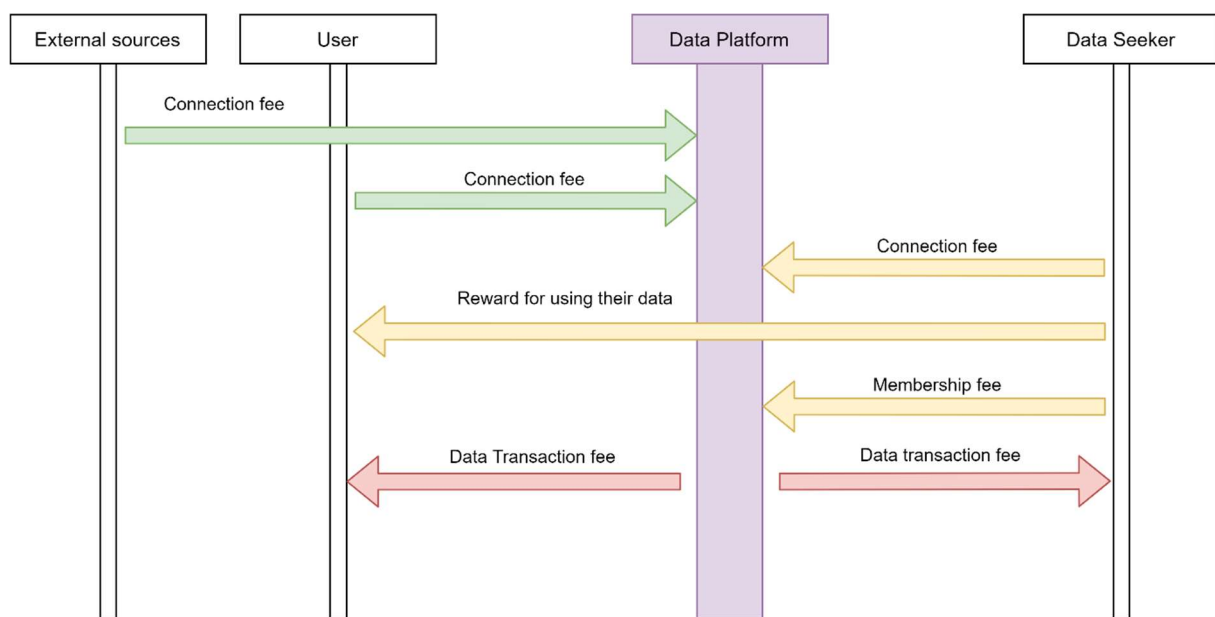 External sources
User
Data Platform
Data Seeker
Connection fee
Connection fee
Connection fee
Reward for using their data
Membership fee
Data Transaction fee
Data transaction fee